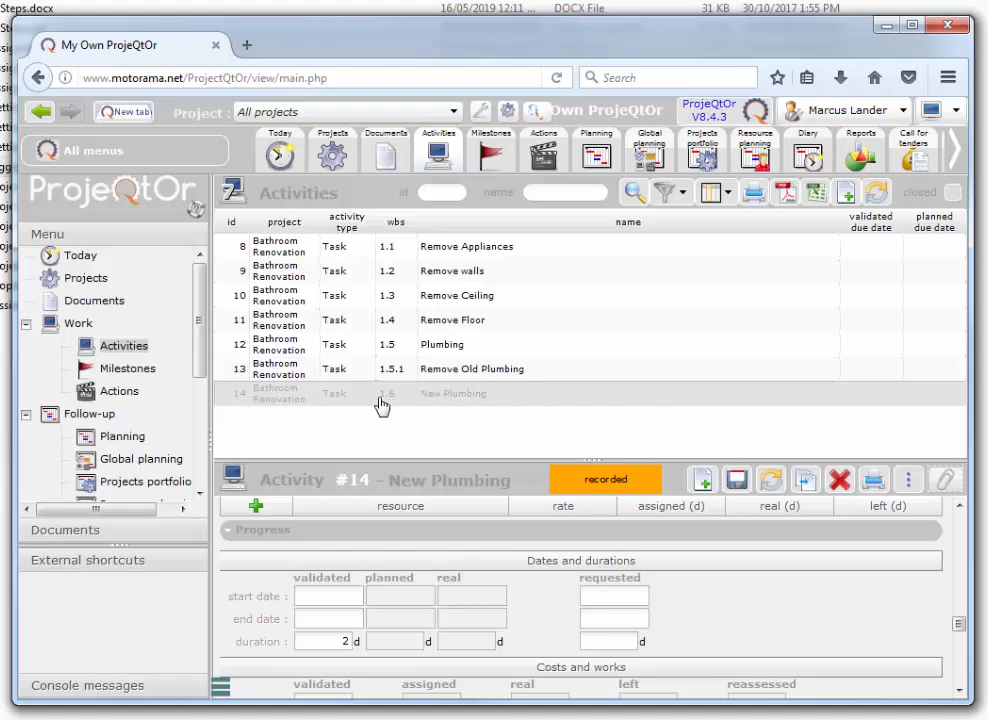 Steps.docx 16/05/2019 12:11 ... DOCX File 31 KB 30/10/2017 1:55 PM
My Own ProjeQtOr
www.motorama.net/ProjectQtOr/view/main.php Search
New tab Project : All projects Own ProjeQtOr ProjeQtOr V8.4.3 Marcus Lander
All menus Today Projects Documents Activities Milestones Actions Planning Global planning Projects portfolio Resource planning Diary Reports Call for tenders
ProjeQtOr
Activities id name closed
Menu
id project activity type wbs name validated due date planned due date
8 Bathroom Renovation Task 1.1 Remove Appliances
9 Bathroom Renovation Task 1.2 Remove walls
10 Bathroom Renovation Task 1.3 Remove Ceiling
11 Bathroom Renovation Task 1.4 Remove Floor
12 Bathroom Renovation Task 1.5 Plumbing
13 Bathroom Renovation Task 1.5.1 Remove Old Plumbing
14 Bathroom Renovation Task 1.6 New Plumbing
Today
Projects
Documents
Work
Activities
Milestones
Actions
Follow-up
Planning
Global planning
Projects portfolio
Documents
External shortcuts
Console messages
Activity #14 - New Plumbing recorded
resource rate assigned (d) real (d) left (d)
Progress
Dates and durations
validated planned real requested
start date :
end date :
duration : 2 d d d d
Costs and works
validated assigned real left reassessed